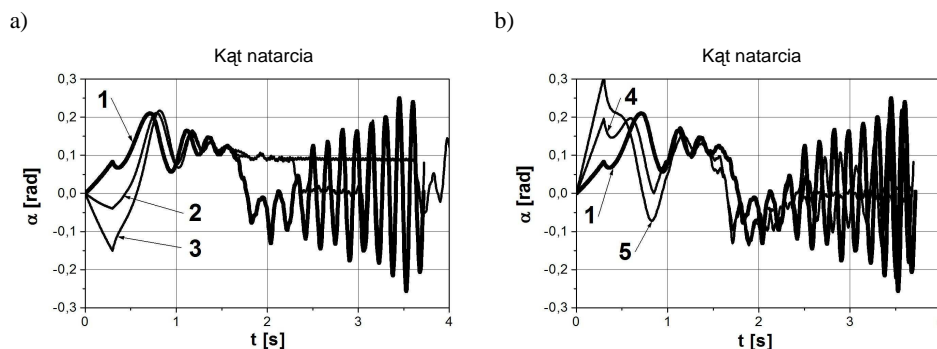 a)
b)
Kąt natarcia
Kąt natarcia
0,3
0,2
0,1
0,0
-0,1
-0,2
-0,3
α [rad]
1
2
3
0 1 2 3 4
t [s]
0,3
0,2
0,1
0,0
-0,1
-0,2
-0,3
α [rad]
4
1
5
0 1 2 3 4
t [s]